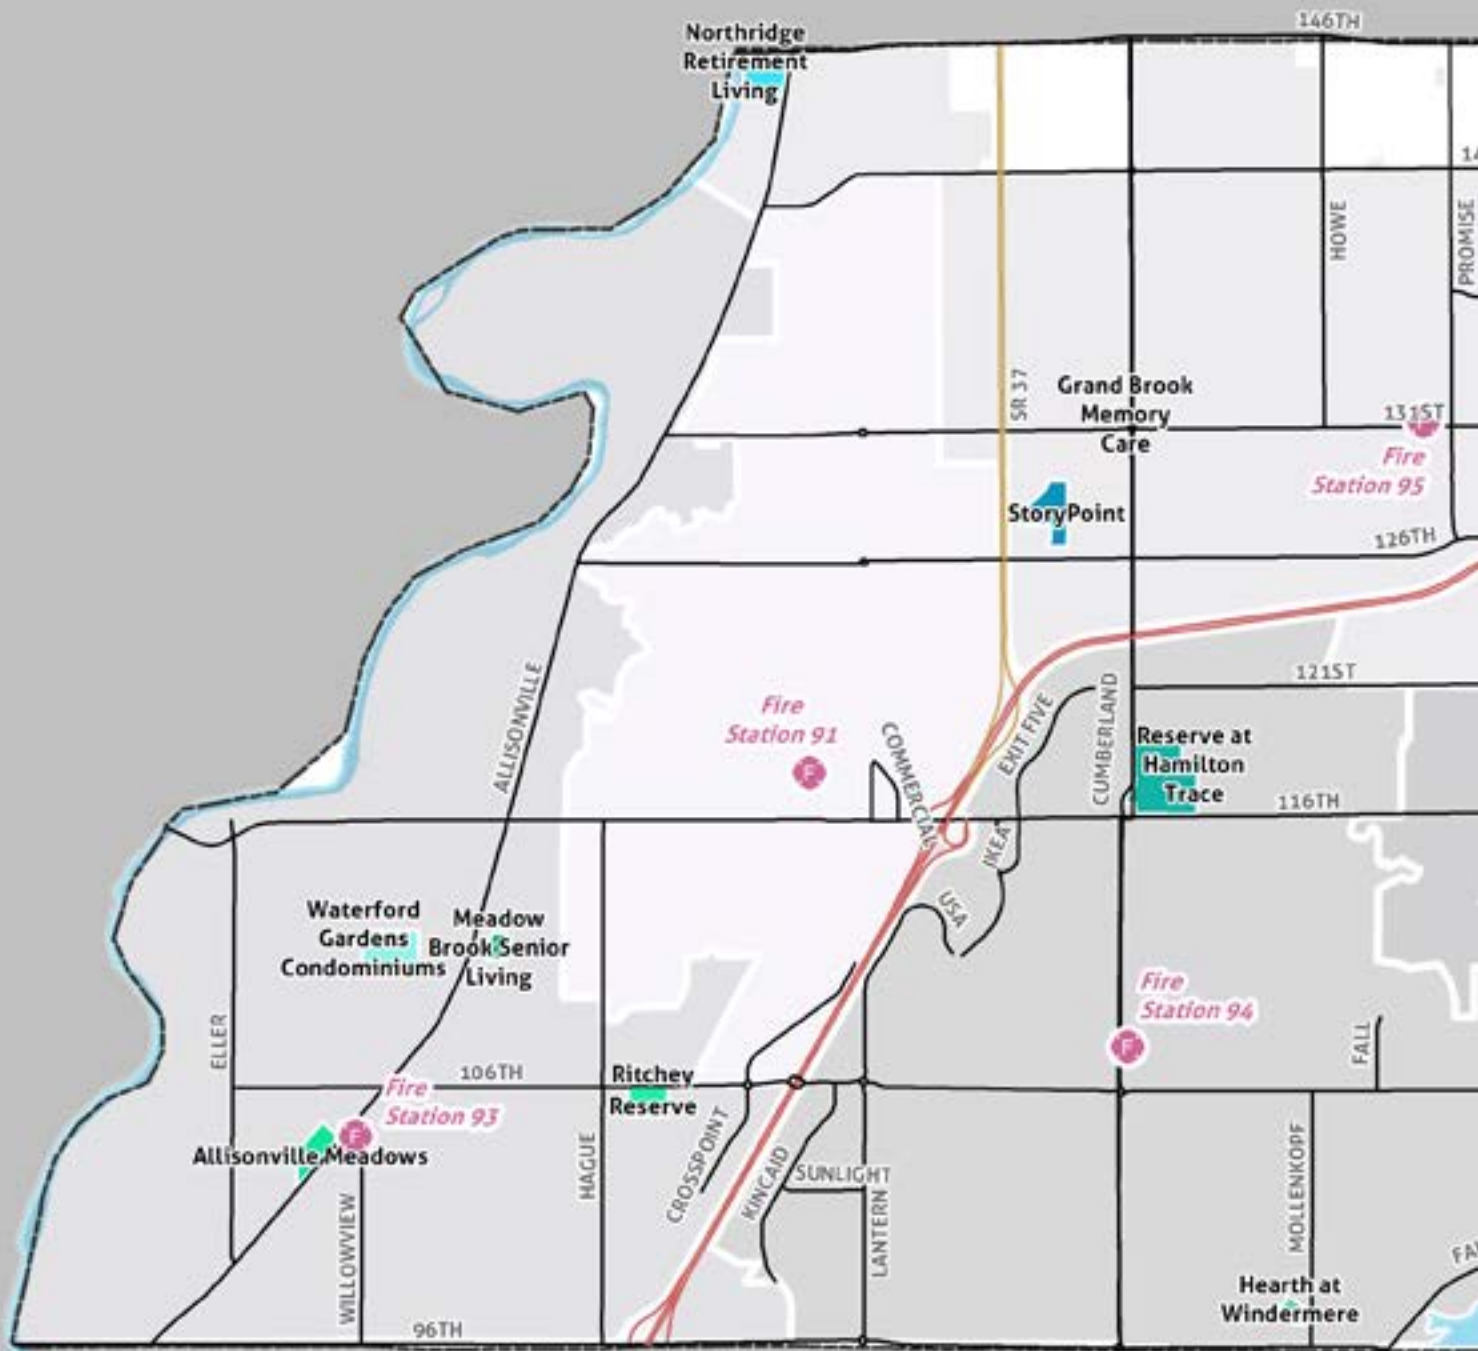 146TH
Northridge
Retirement
Living
14
HOWE
PROMISE
SR 37
Grand Brook
Memory
Care
131ST
Fire
Station 95
StoryPoint
126TH
ALLISONVILLE
121ST
Fire
Station 91
COMMERCIAL
EXIT FIVE
CUMBERLAND
Reserve at
Hamilton
Trace
116TH
IKEA
USA
Waterford
Gardens
Condominiums
Meadow
Brook Senior
Living
Fire
Station 94
F
F
ELLER
FALL
106TH
Ritchey
Reserve
Fire
Station 93
F
Allisonville Meadows
HAGUE
CROSSPOINT
KINCAID
SUNLIGHT
LANTERN
MOLLENKOPF
WILLOWVIEW
Hearth at
Windermere
FA
96TH